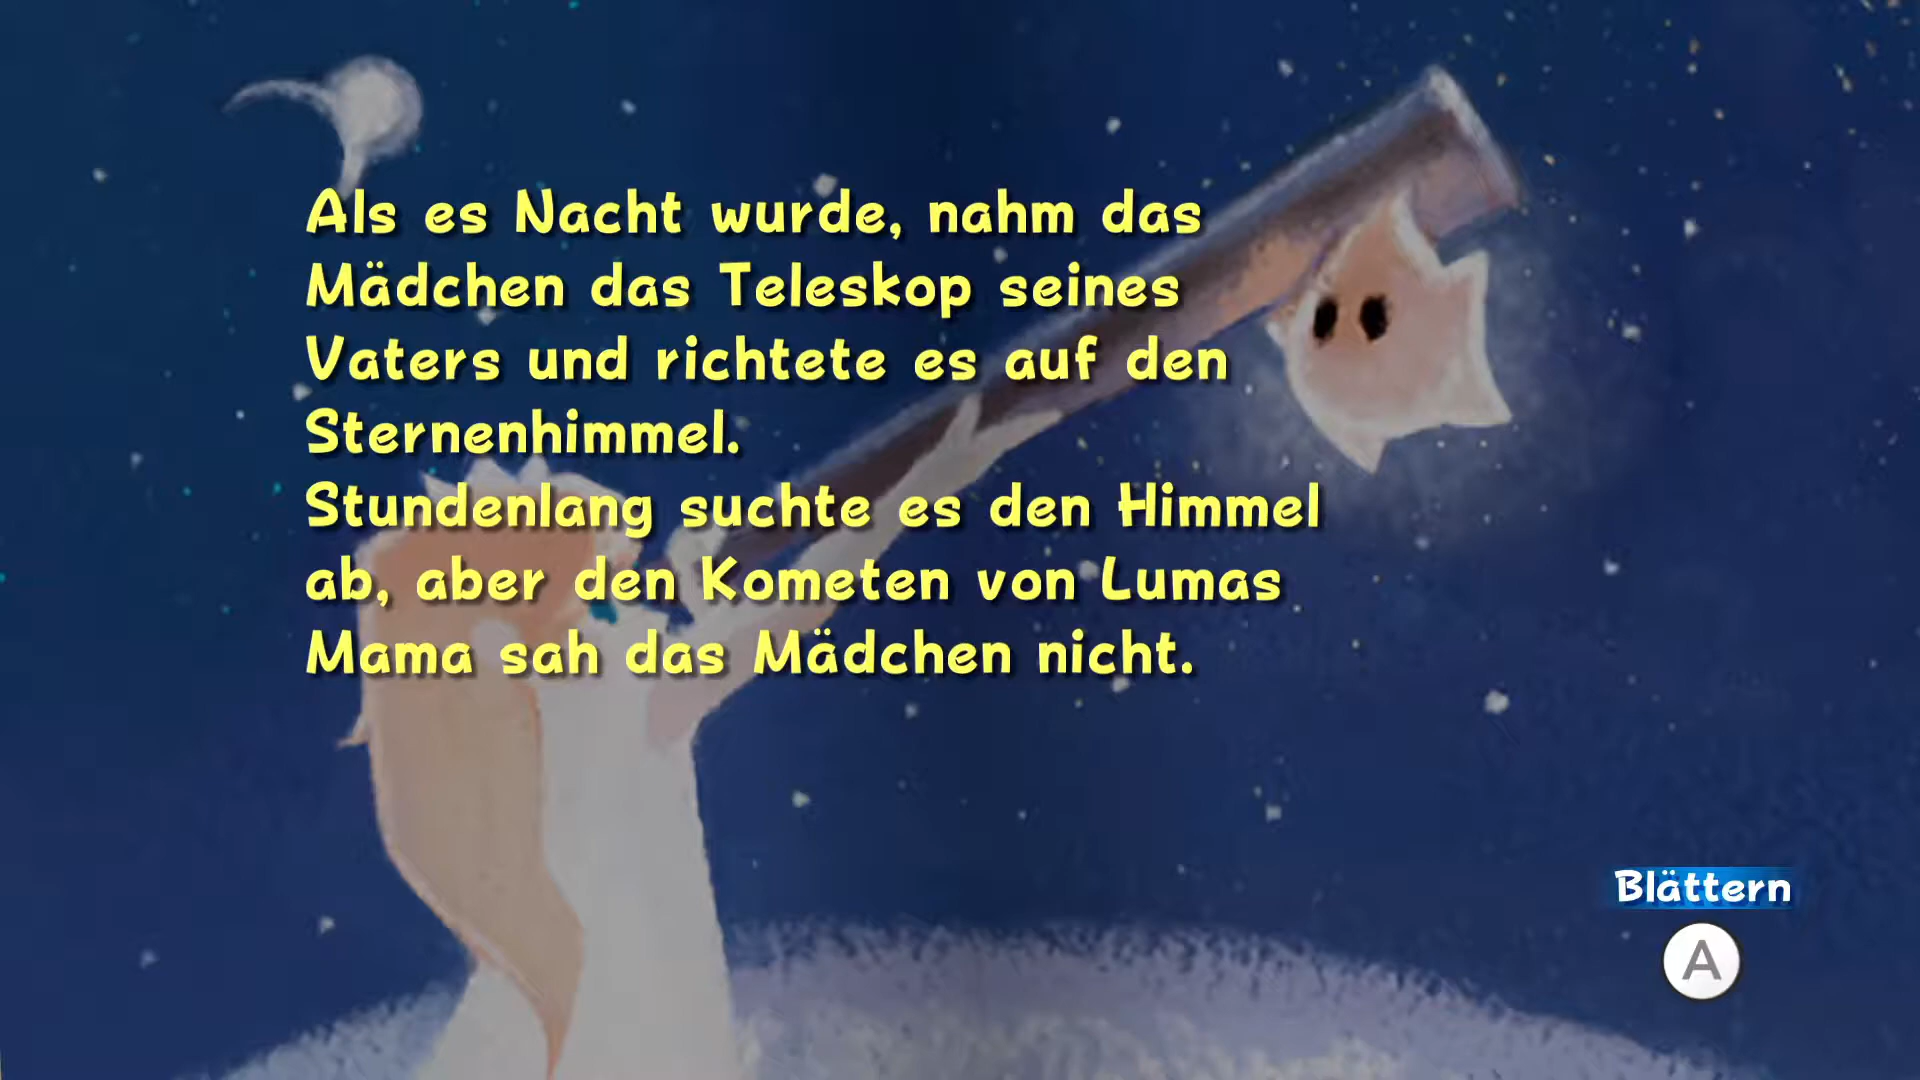 Als es Nacht wurde, nahm das
Mädchen das Teleskop seines
Vaters und richtete es auf den
Sternenhimmel.
Stundenlang suchte es den Himmel
ab, aber den Kometen von Lumas
Mama sah das Mädchen nicht.
Blättern
A